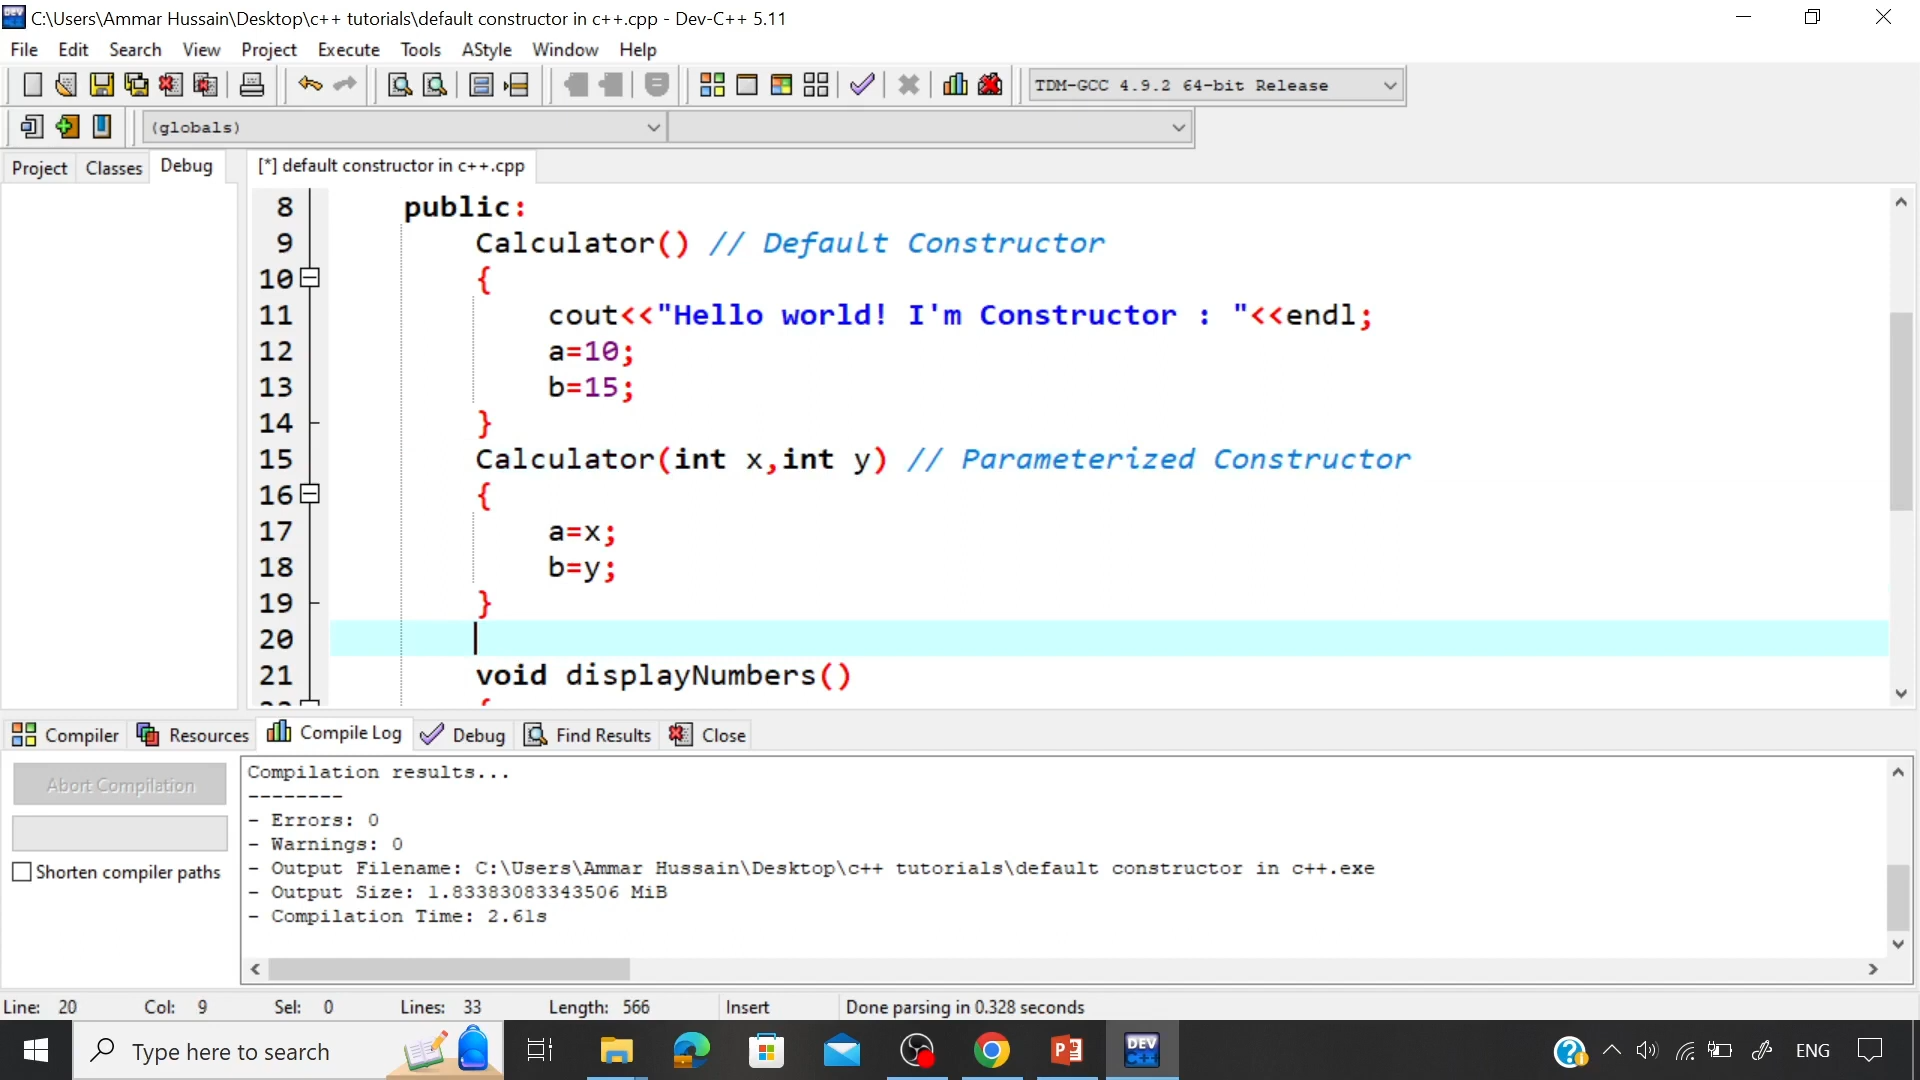 C:\Users\Ammar Hussain\Desktop\c++ tutorials\default constructor in c++.cpp - Dev-C++ 5.11
File Edit Search View Project Execute Tools AStyle Window Help
TDM-GCC 4.9.2 64-bit Release
(globals)
Project Classes Debug [*] default constructor in c++.cpp
8 public:
9 Calculator() // Default Constructor
10 {
11 cout<<"Hello world! I'm Constructor : "<<endl;
12 a=10;
13 b=15;
14 }
15 Calculator(int x,int y) // Parameterized Constructor
16 {
17 a=x;
18 b=y;
19 }
20
21 void displayNumbers()
Compiler Resources Compile Log Debug Find Results Close
Abort Compilation
Shorten compiler paths
Compilation results...
--------
- Errors: 0
- Warnings: 0
- Output Filename: C:\Users\Ammar Hussain\Desktop\c++ tutorials\default constructor in c++.exe
- Output Size: 1.83383083343506 MiB
- Compilation Time: 2.61s
Line: 20 Col: 9 Sel: 0 Lines: 33 Length: 566 Insert Done parsing in 0.328 seconds
Type here to search
DEV C++
ENG